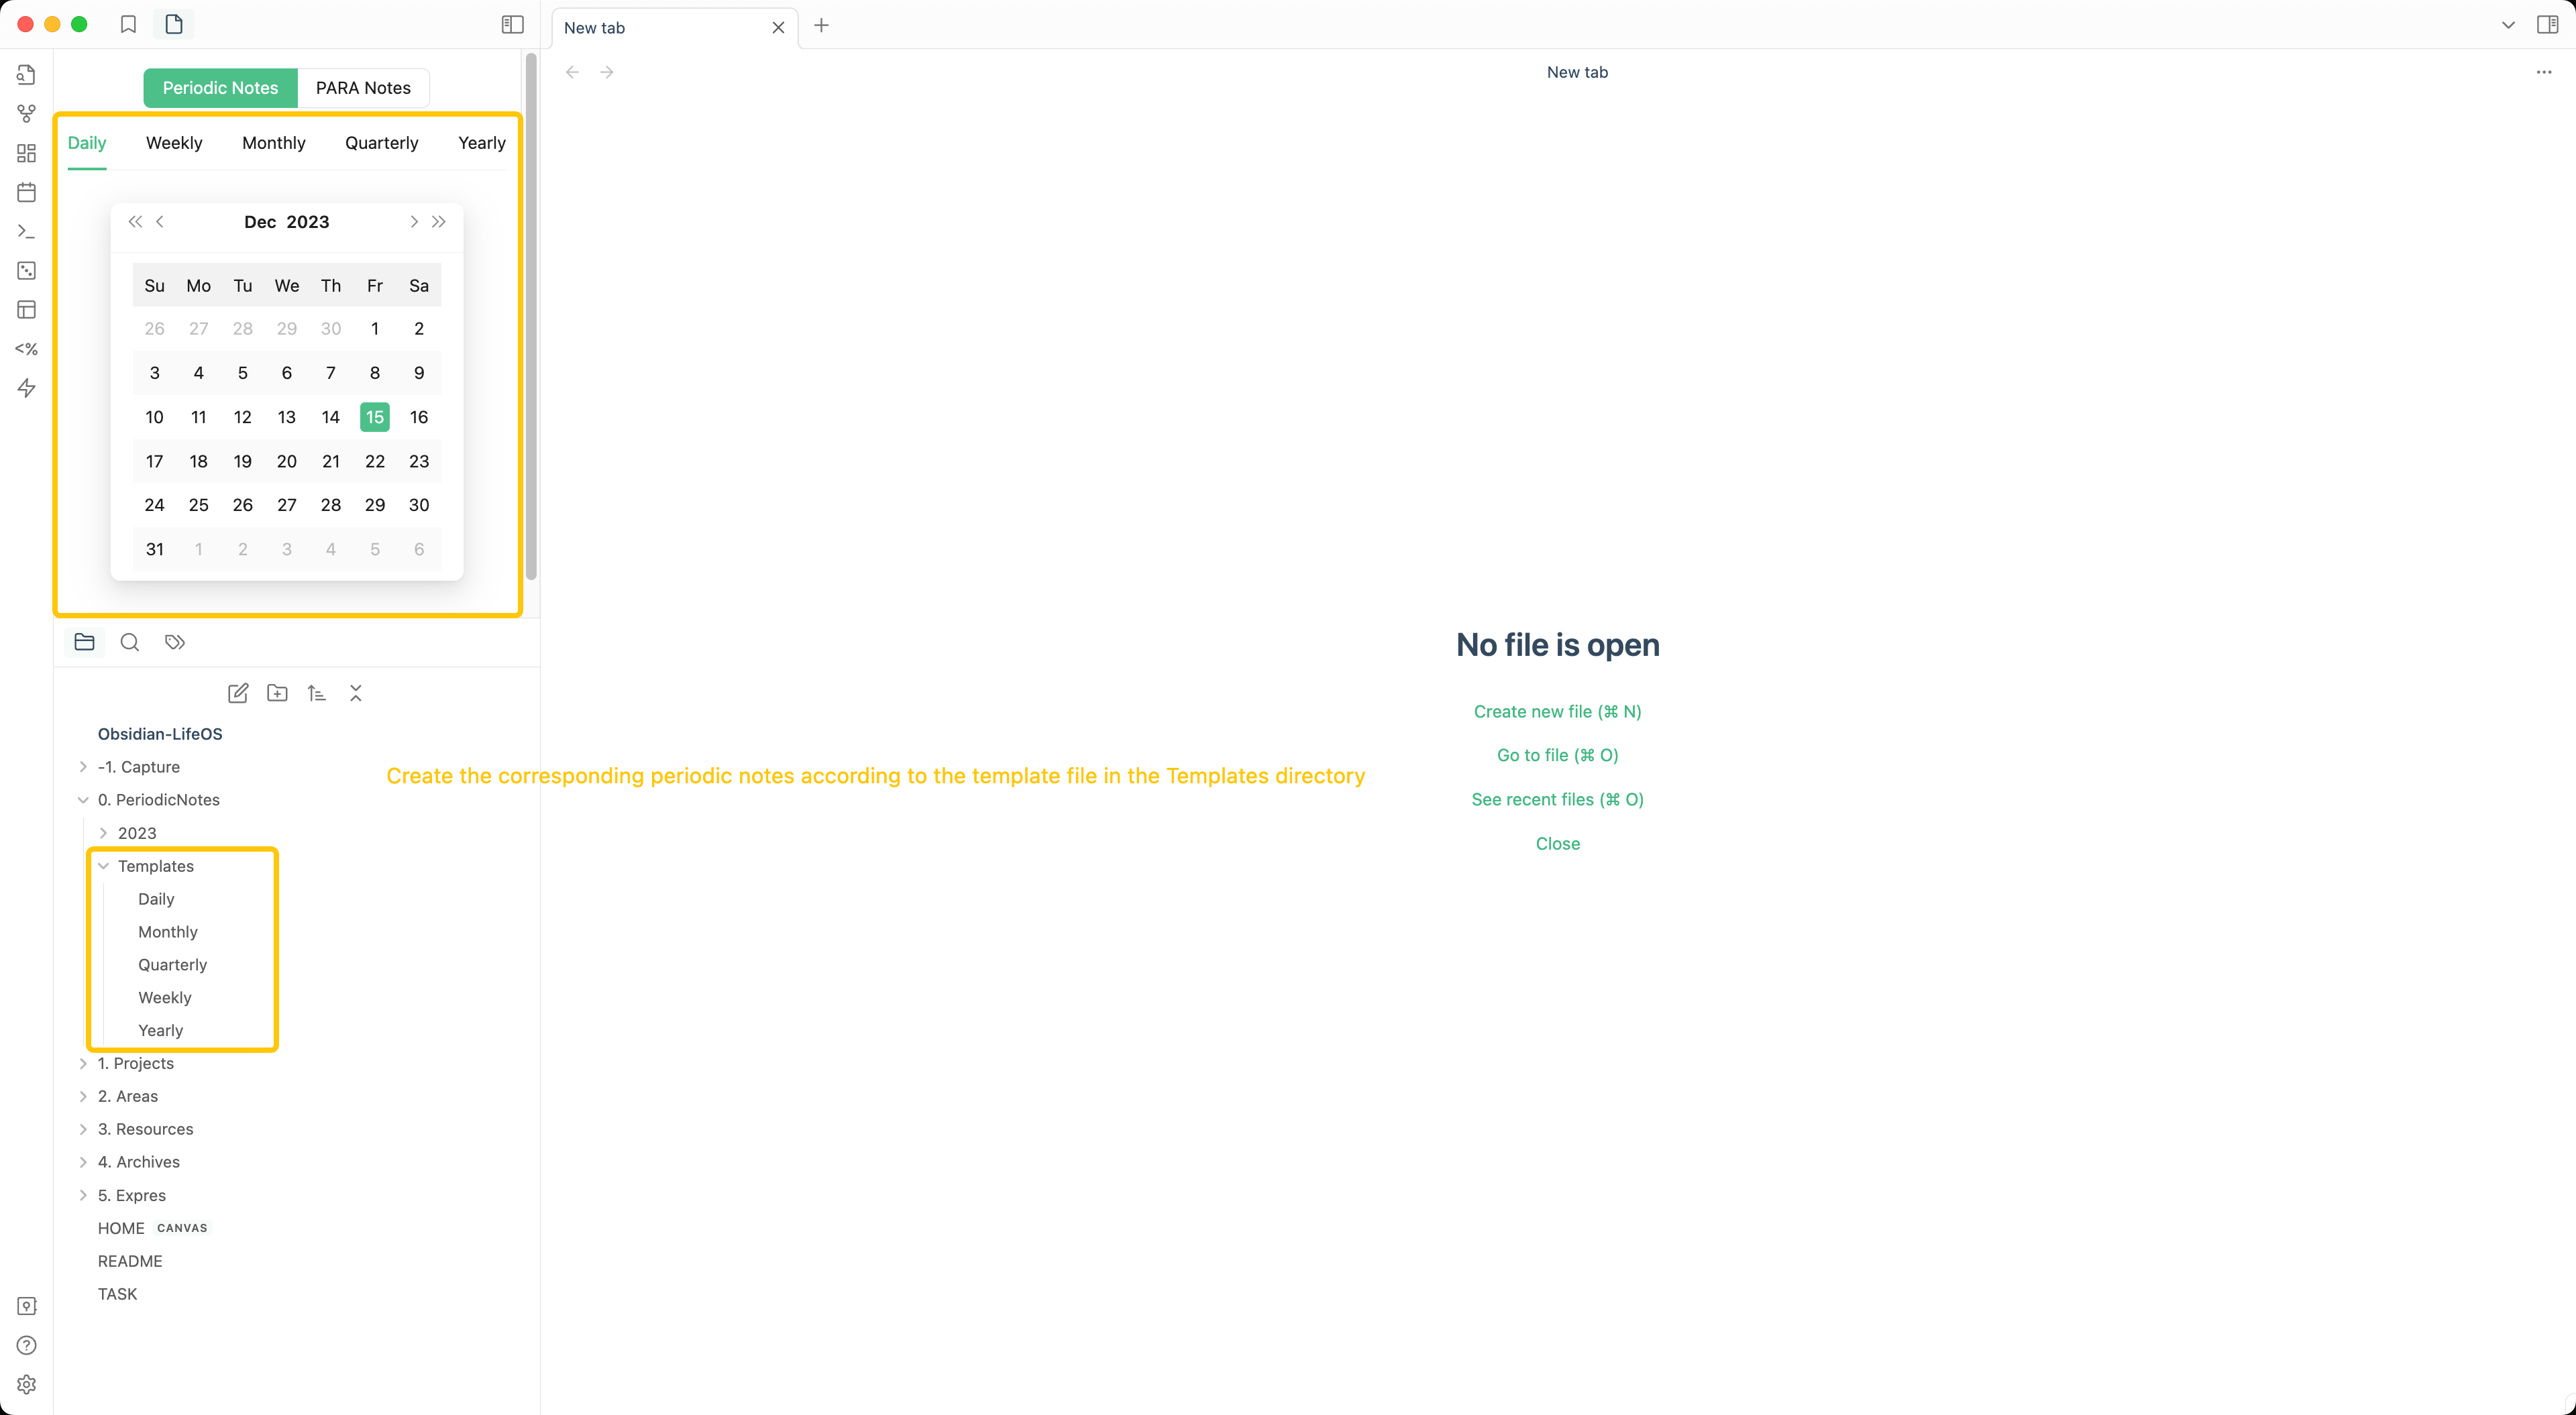 New tab
Periodic Notes PARA Notes
New tab
Daily Weekly Monthly Quarterly Yearly
Dec 2023
Su Mo Tu We Th Fr Sa
26 27 28 29 30 1 2
3 4 5 6 7 8 9
10 11 12 13 14 15 16
17 18 19 20 21 22 23
24 25 26 27 28 29 30
31 1 2 3 4 5 6
<%
Obsidian-LifeOS
-1. Capture
0. PeriodicNotes
2023
Templates
Daily
Monthly
Quarterly
Weekly
Yearly
1. Projects
2. Areas
3. Resources
4. Archives
5. Expres
HOME CANVAS
README
TASK
Create the corresponding periodic notes according to the template file in the Templates directory
No file is open
Create new file (⌘ N)
Go to file (⌘ O)
See recent files (⌘ O)
Close